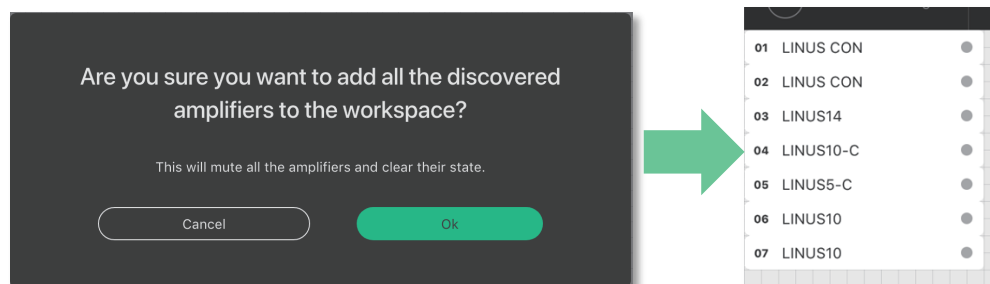 Are you sure you want to add all the discovered
amplifiers to the workspace?
This will mute all the amplifiers and clear their state.
Cancel
Ok
01 LINUS CON
02 LINUS CON
03 LINUS14
04 LINUS10-C
05 LINUS5-C
06 LINUS10
07 LINUS10